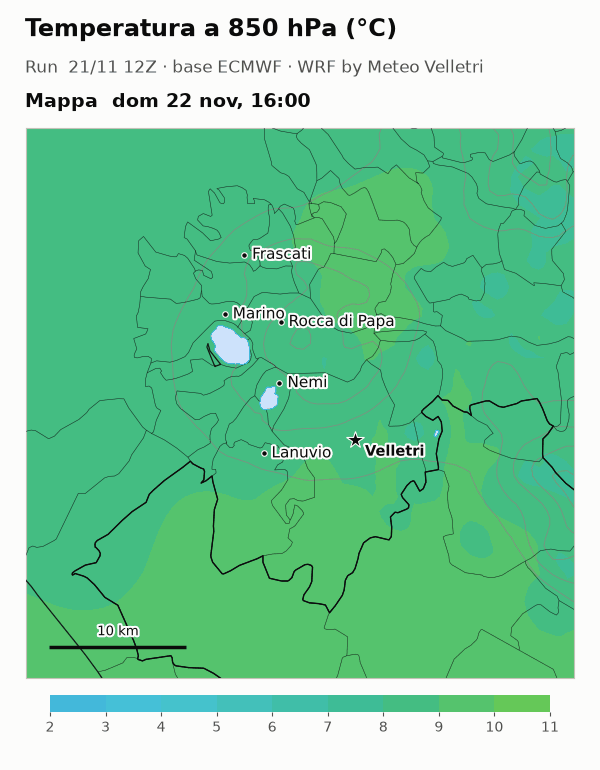 Temperatura a 850 hPa (°C)
Run  21/11 12Z · base ECMWF · WRF by Meteo Velletri
Mappa  dom 22 nov, 16:00
Frascati
Marino
Rocca di Papa
Nemi
Velletri
Lanuvio
10 km
2 3 4 5 6 7 8 9 10 11